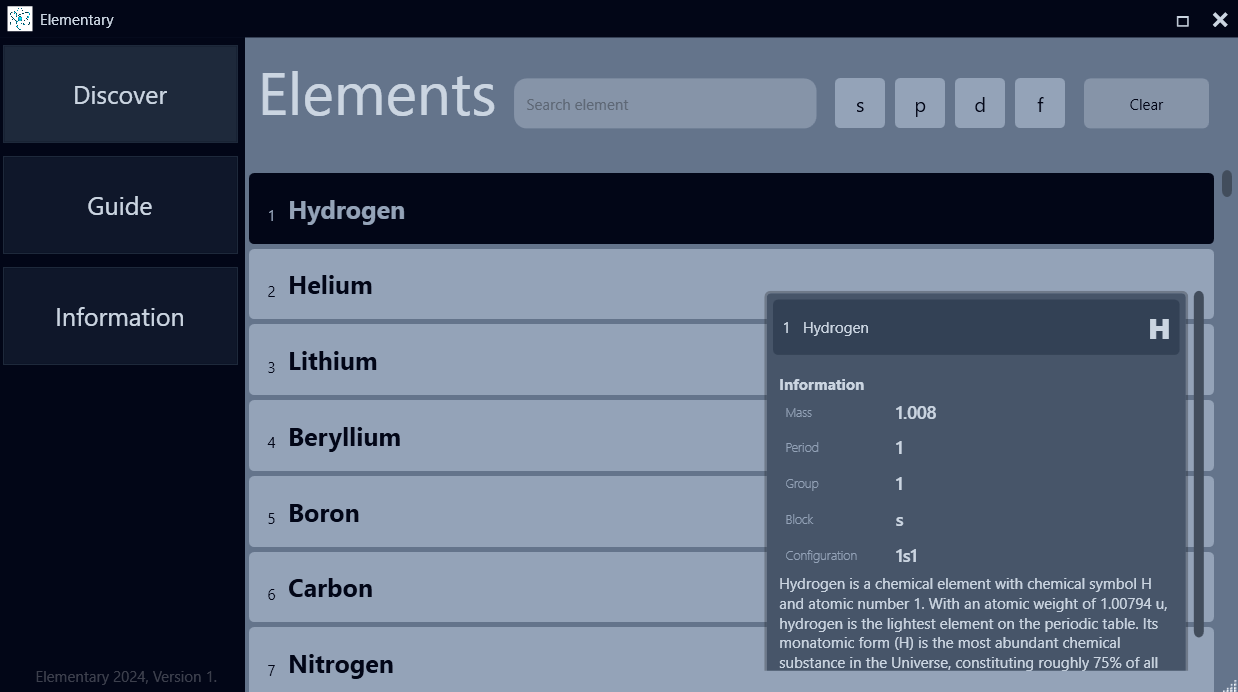 Elementary
Discover
Guide
Information
Elementary 2024, Version 1.
Elements
Search element
s
p
d
f
Clear
1 Hydrogen
2 Helium
3 Lithium
4 Beryllium
5 Boron
6 Carbon
7 Nitrogen
1 Hydrogen H
Information
Mass 1.008
Period 1
Group 1
Block s
Configuration 1s1
Hydrogen is a chemical element with chemical symbol H
and atomic number 1. With an atomic weight of 1.00794 u,
hydrogen is the lightest element on the periodic table. Its
monatomic form (H) is the most abundant chemical
substance in the Universe, constituting roughly 75% of all